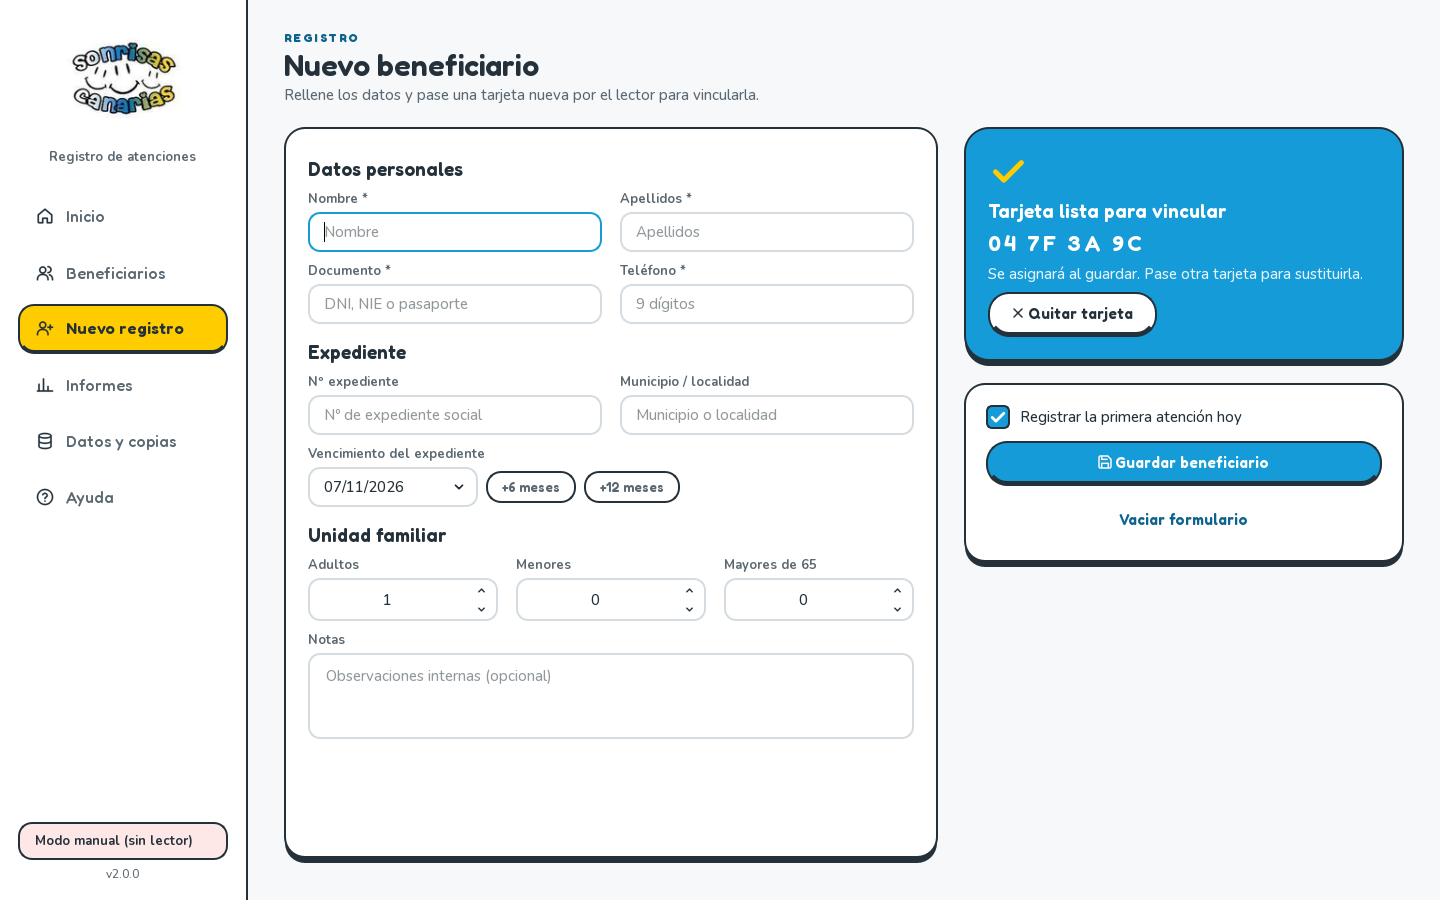 sonrisas
canarias
Registro de atenciones
Inicio
Beneficiarios
Nuevo registro
Informes
Datos y copias
Ayuda
Modo manual (sin lector)
v2.0.0
REGISTRO
Nuevo beneficiario
Rellene los datos y pase una tarjeta nueva por el lector para vincularla.
Datos personales
Nombre *
Apellidos *
Nombre
Apellidos
Documento *
Teléfono *
DNI, NIE o pasaporte
9 dígitos
Expediente
Nº expediente
Municipio / localidad
Nº de expediente social
Municipio o localidad
Vencimiento del expediente
07/11/2026
+6 meses
+12 meses
Unidad familiar
Adultos
Menores
Mayores de 65
1
0
0
Notas
Observaciones internas (opcional)
Tarjeta lista para vincular
04 7F 3A 9C
Se asignará al guardar. Pase otra tarjeta para sustituirla.
Quitar tarjeta
Registrar la primera atención hoy
Guardar beneficiario
Vaciar formulario